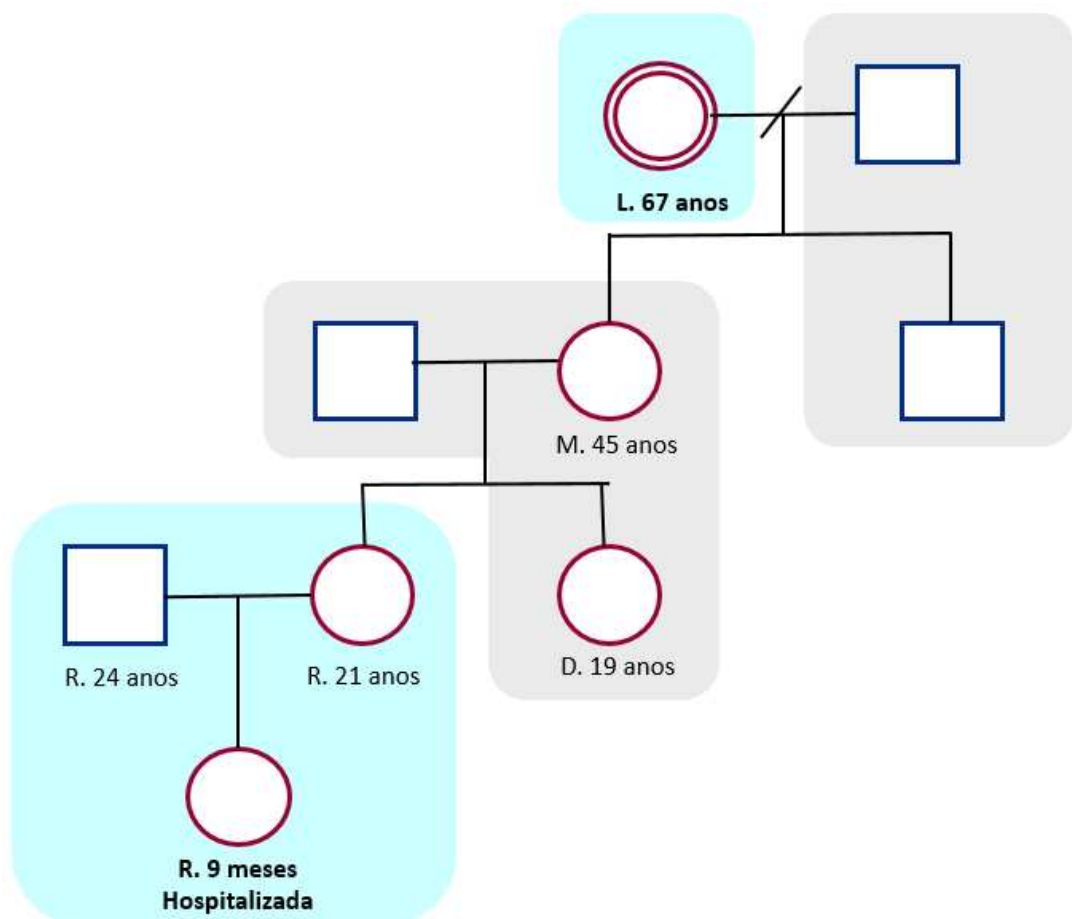 L. 67 anos
M. 45 anos
R. 24 anos
R. 21 anos
D. 19 anos
R. 9 meses
Hospitalizada